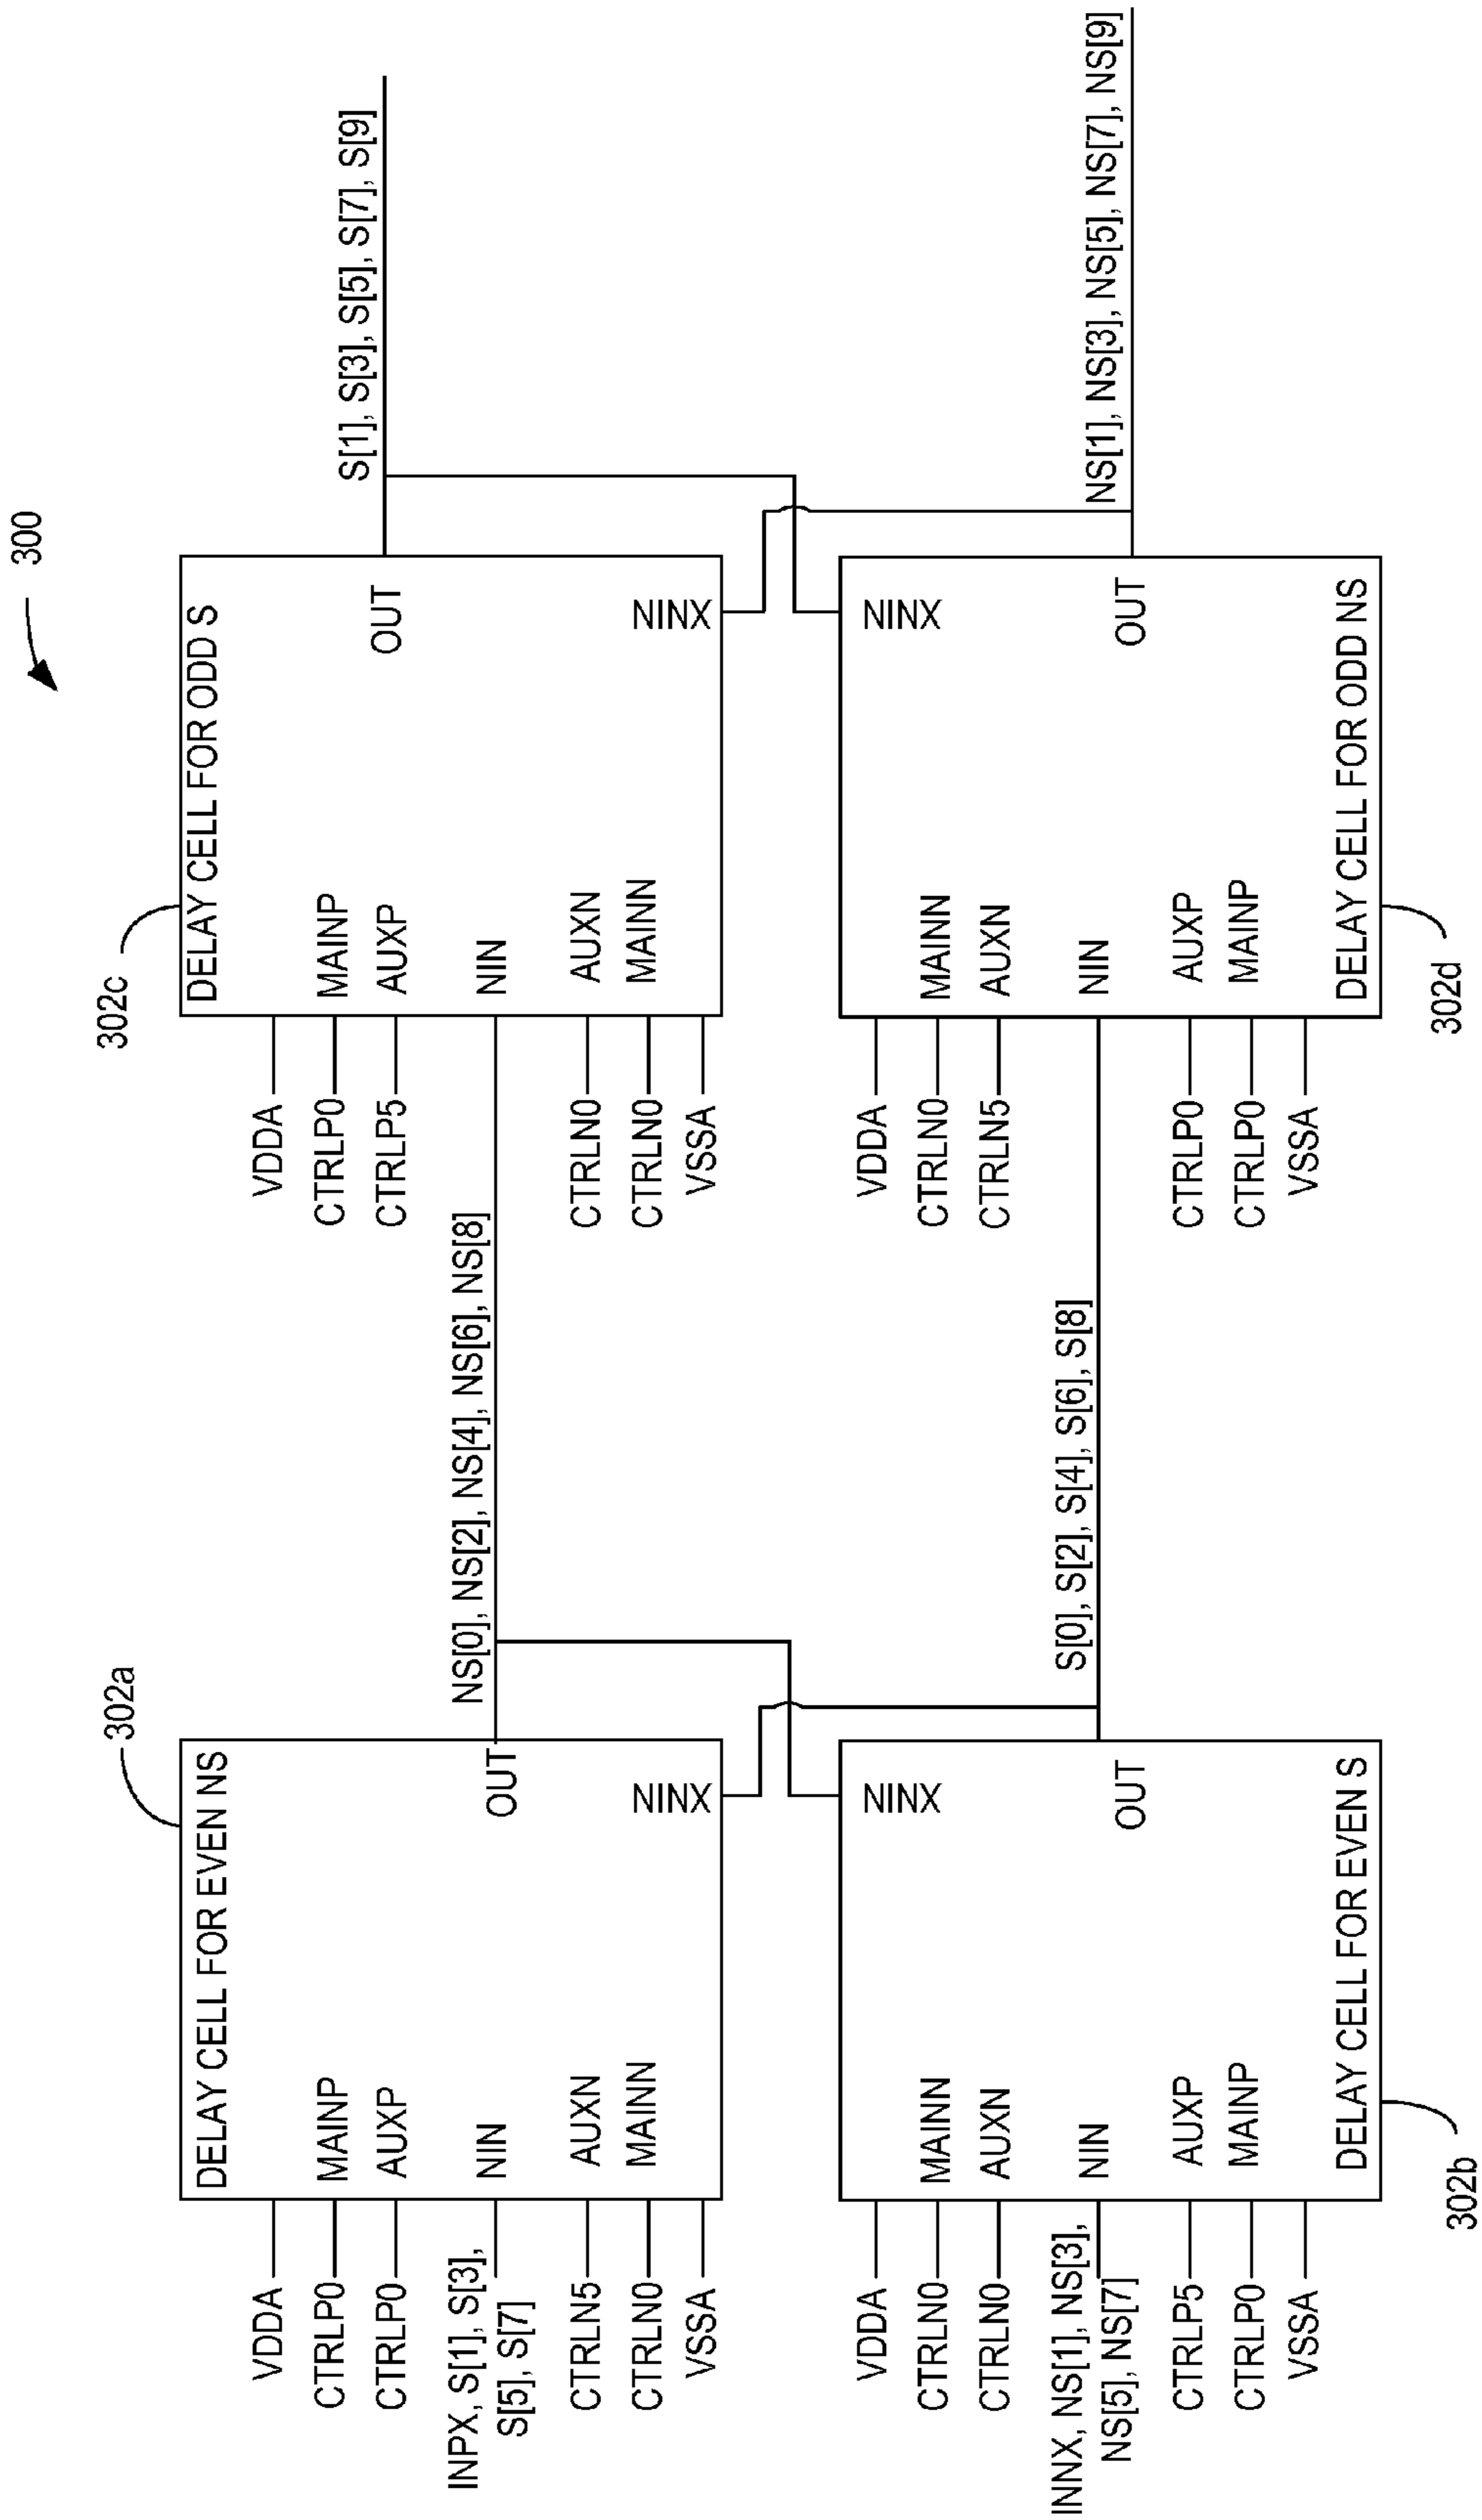 300
302a
DELAY CELL FOR EVEN NS
VDDA
CTRLP0
CTRLP0
INPX, S[1], S[3],
S[5], S[7]
CTRLN5
CTRLN0
VSSA
MAINP
AUXP
NIN
AUXN
MAINN
OUT
NINX
NS[0], NS[2], NS[4], NS[6], NS[8]
302c
DELAY CELL FOR ODD S
VDDA
CTRLP0
CTRLP5
CTRLN0
CTRLN0
VSSA
MAINP
AUXP
NIN
AUXN
MAINN
OUT
NINX
S[1], S[3], S[5], S[7], S[9]
VDDA
CTRLN0
CTRLN0
INNX, NS[1], NS[3],
NS[5], NS[7]
CTRLP5
CTRLP0
VSSA
MAINN
AUXN
NIN
AUXP
MAINP
NINX
OUT
DELAY CELL FOR EVEN S
302b
S[0], S[2], S[4], S[6], S[8]
VDDA
CTRLN0
CTRLN5
CTRLP0
CTRLP0
VSSA
MAINN
AUXN
NIN
AUXP
MAINP
NINX
OUT
DELAY CELL FOR ODD NS
302d
NS[1], NS[3], NS[5], NS[7], NS[9]